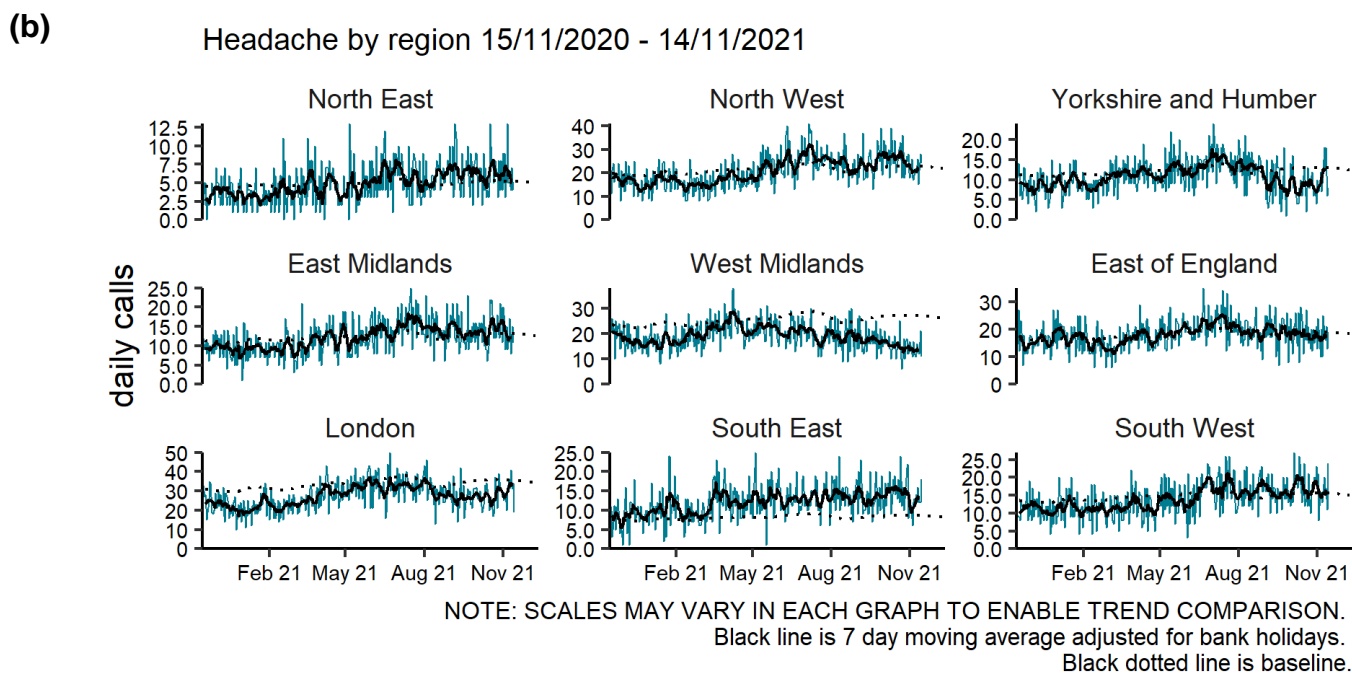 (b)
Headache by region 15/11/2020 - 14/11/2021
daily calls
North East
12.5
10.0
7.5
5.0
2.5
0.0
North West
40
30
20
10
0
Yorkshire and Humber
20.0
15.0
10.0
5.0
0.0
East Midlands
25.0
20.0
15.0
10.0
5.0
0.0
West Midlands
30
20
10
0
East of England
30
20
10
0
London
50
40
30
20
10
0
South East
25.0
20.0
15.0
10.0
5.0
0.0
South West
25.0
20.0
15.0
10.0
5.0
0.0
Feb 21 May 21 Aug 21 Nov 21
Feb 21 May 21 Aug 21 Nov 21
Feb 21 May 21 Aug 21 Nov 21
NOTE: SCALES MAY VARY IN EACH GRAPH TO ENABLE TREND COMPARISON.
Black line is 7 day moving average adjusted for bank holidays.
Black dotted line is baseline.